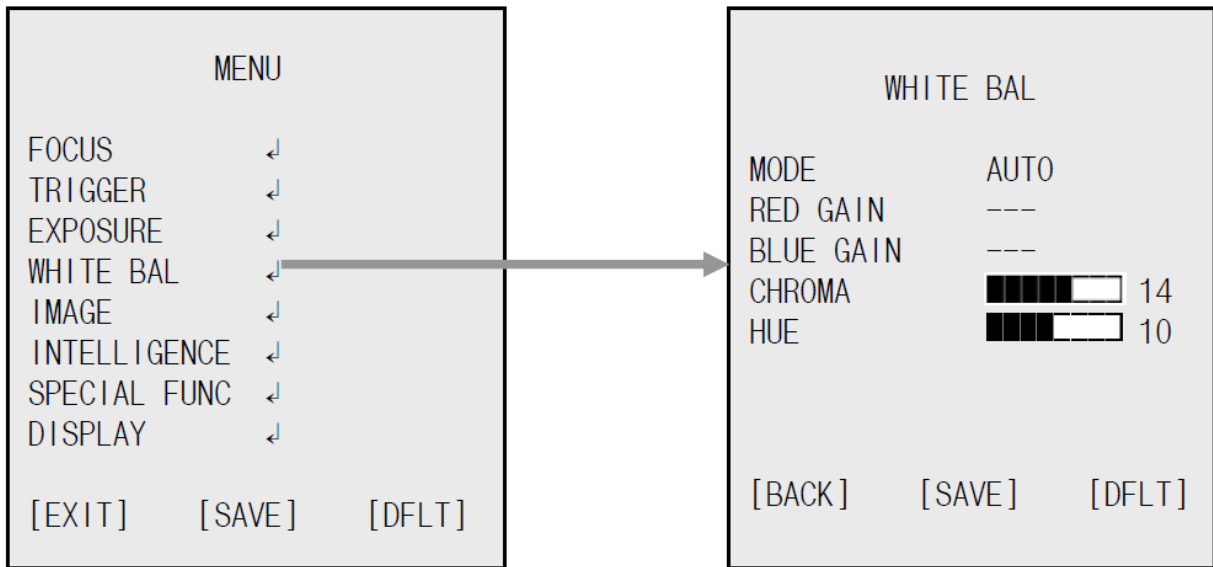 MENU
FOCUS ↲
TRIGGER ↲
EXPOSURE ↲
WHITE BAL ↲
IMAGE ↲
INTELLIGENCE ↲
SPECIAL FUNC ↲
DISPLAY ↲
[EXIT] [SAVE] [DFLT]
WHITE BAL
MODE AUTO
RED GAIN ---
BLUE GAIN ---
CHROMA 14
HUE 10
[BACK] [SAVE] [DFLT]